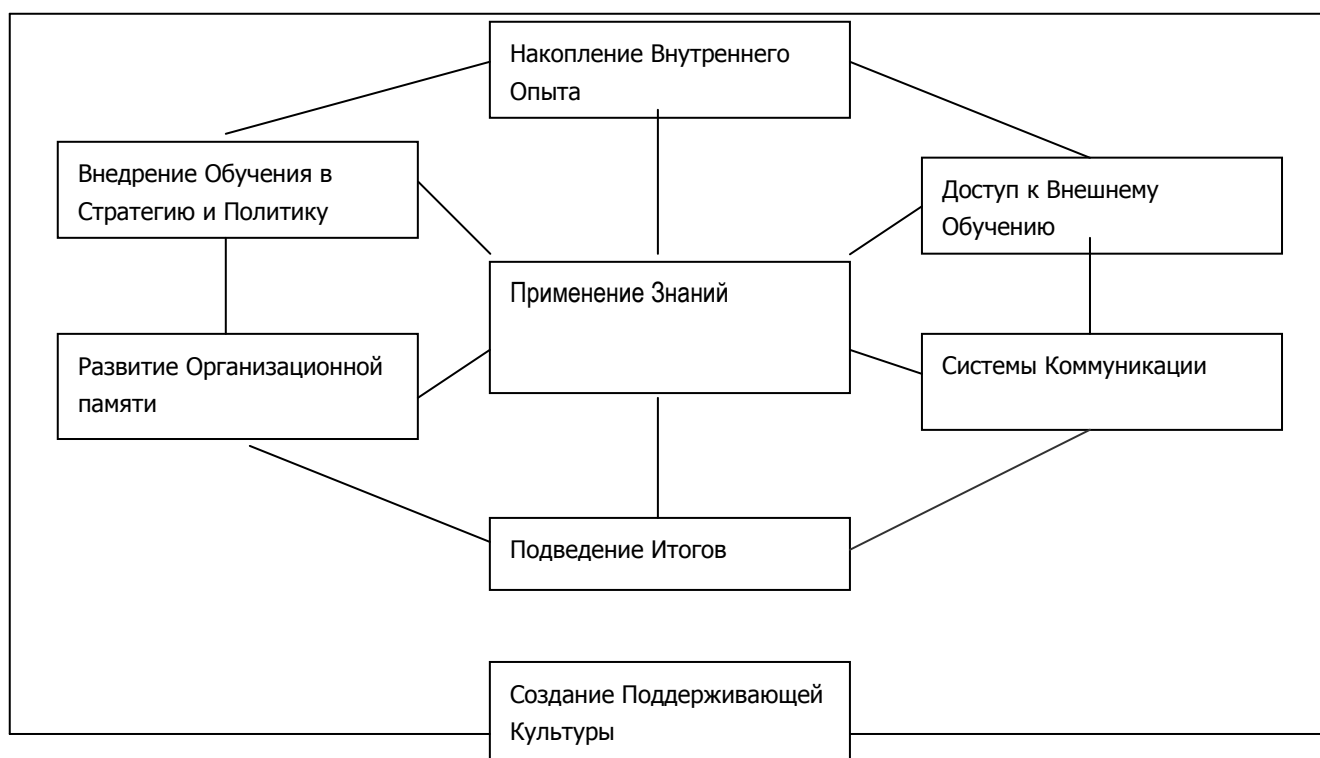 Накопление Внутреннего
Опыта
Внедрение Обучения в
Стратегию и Политику
Доступ к Внешнему
Обучению
Применение Знаний
Развитие Организационной
памяти
Системы Коммуникации
Подведение Итогов
Создание Поддерживающей
Культуры